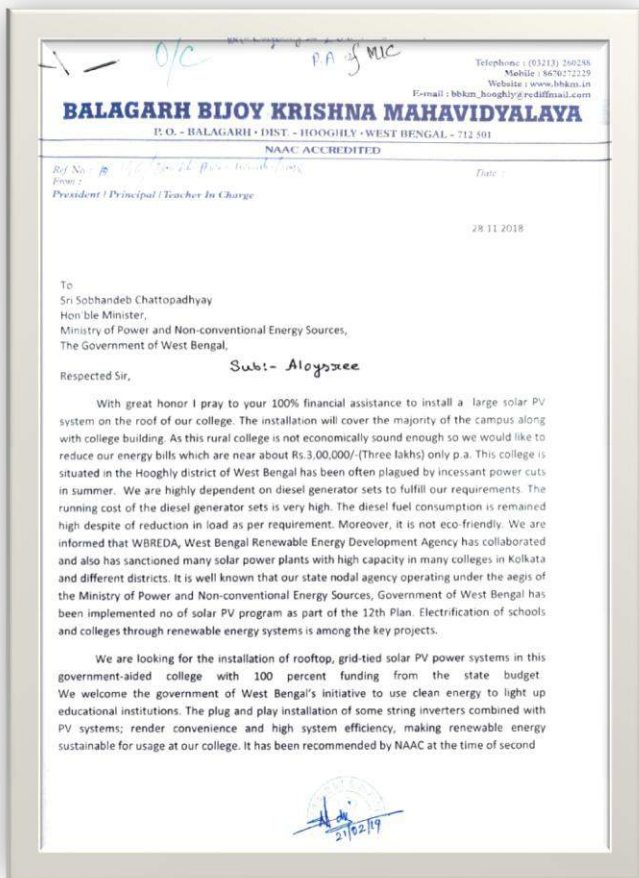 O/C P.A of MIC
Telephone : (03213) 260288
Mobile : 8670572229
Website : www.bbkm.in
E-mail : bbkm_hooghly@rediffmail.com
BALAGARH BIJOY KRISHNA MAHAVIDYALAYA
P. O. - BALAGARH • DIST. - HOOGHLY • WEST BENGAL - 712 501
NAAC ACCREDITED
Ref. No. :
Date :
From :
President / Principal / Teacher In Charge
28.11.2018
To
Sri Sobhandeb Chattopadhyay
Hon'ble Minister,
Ministry of Power and Non-conventional Energy Sources,
The Government of West Bengal,
Sub:- Aloysree
Respected Sir,
With great honor I pray to your 100% financial assistance to install a large solar PV
system on the roof of our college. The installation will cover the majority of the campus along
with college building. As this rural college is not economically sound enough so we would like to
reduce our energy bills which are near about Rs.3,00,000/-(Three lakhs) only p.a. This college is
situated in the Hooghly district of West Bengal has been often plagued by incessant power cuts
in summer. We are highly dependent on diesel generator sets to fulfill our requirements. The
running cost of the diesel generator sets is very high. The diesel fuel consumption is remained
high despite of reduction in load as per requirement. Moreover, it is not eco-friendly. We are
informed that WBREDA, West Bengal Renewable Energy Development Agency has collaborated
and also has sanctioned many solar power plants with high capacity in many colleges in Kolkata
and different districts. It is well known that our state nodal agency operating under the aegis of
the Ministry of Power and Non-conventional Energy Sources, Government of West Bengal has
been implemented no of solar PV program as part of the 12th Plan. Electrification of schools
and colleges through renewable energy systems is among the key projects.
We are looking for the installation of rooftop, grid-tied solar PV power systems in this
government-aided college with 100 percent funding from the state budget
We welcome the government of West Bengal's initiative to use clean energy to light up
educational institutions. The plug and play installation of some string inverters combined with
PV systems; render convenience and high system efficiency, making renewable energy
sustainable for usage at our college. It has been recommended by NAAC at the time of second
21/02/19